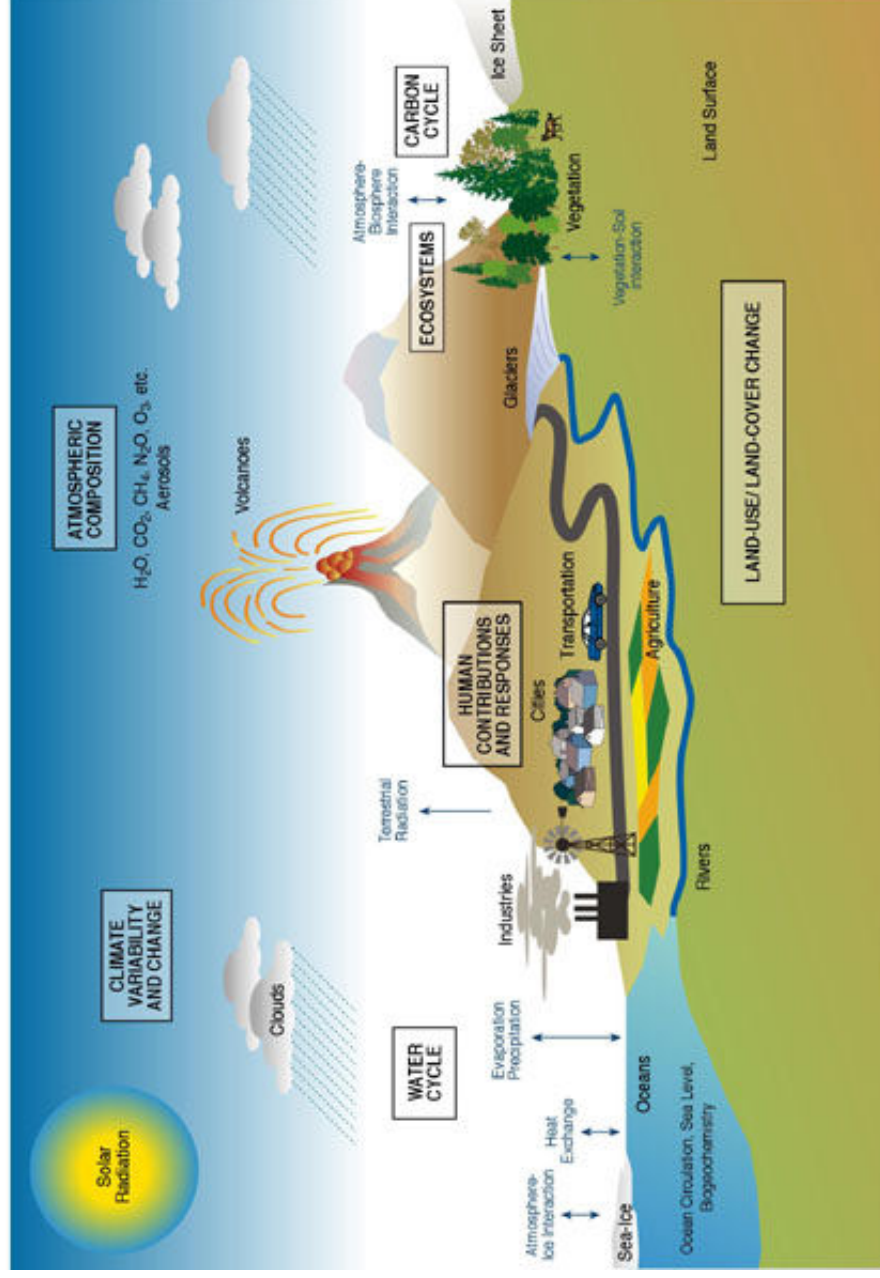 Solar
Radiation
CLIMATE
VARIABILITY
AND CHANGE
ATMOSPHERIC
COMPOSITION
H₂O, CO₂, CH₄, N₂O, O₃, etc.
Aerosols
Clouds
Volcanoes
WATER
CYCLE
Terrestrial
Radiation
Atmosphere-
Biosphere
Interaction
CARBON
CYCLE
ECOSYSTEMS
Ice Sheet
HUMAN
CONTRIBUTIONS
AND RESPONSES
Evaporation
Precipitation
Industries
Cities
Transportation
Glaciers
Vegetation
Atmosphere-
Ice Interaction
Heat
Exchange
Vegetation-Soil
Interaction
Sea-Ice
Oceans
Agriculture
Rivers
Land Surface
Ocean Circulation, Sea Level,
Biogeochemistry
LAND-USE/ LAND-COVER CHANGE